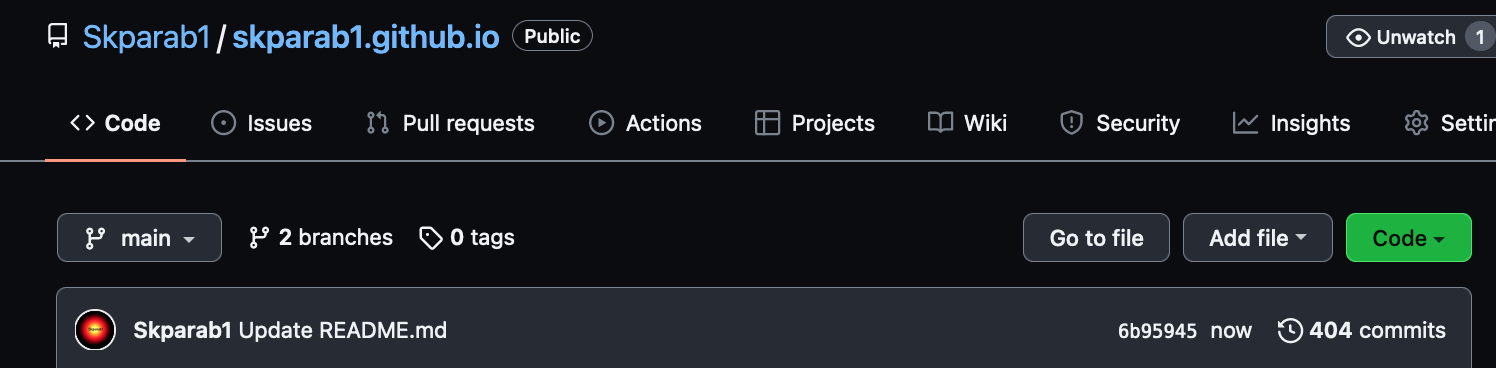 Skparab1 / skparab1.github.io Public Unwatch 1
Code Issues Pull requests Actions Projects Wiki Security Insights
main 2 branches 0 tags Go to file Add file Code
Skparab1 Update README.md 6b95945 now 404 commits